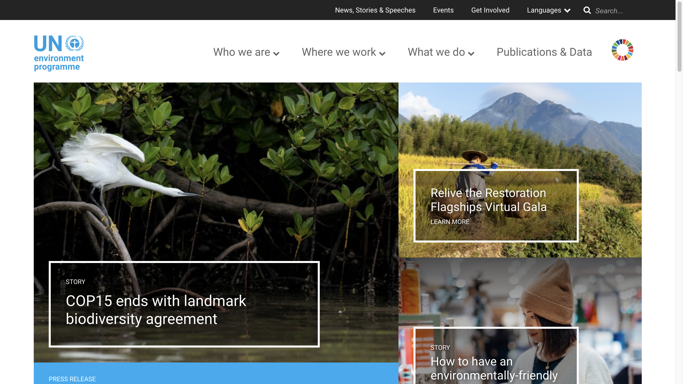 News, Stories & Speeches Events Get Involved Languages Search...
UN
environment
programme
Who we are Where we work What we do Publications & Data
STORY
COP15 ends with landmark
biodiversity agreement
Relive the Restoration
Flagships Virtual Gala
LEARN MORE
STORY
How to have an
environmentally-friendly
PRESS RELEASE